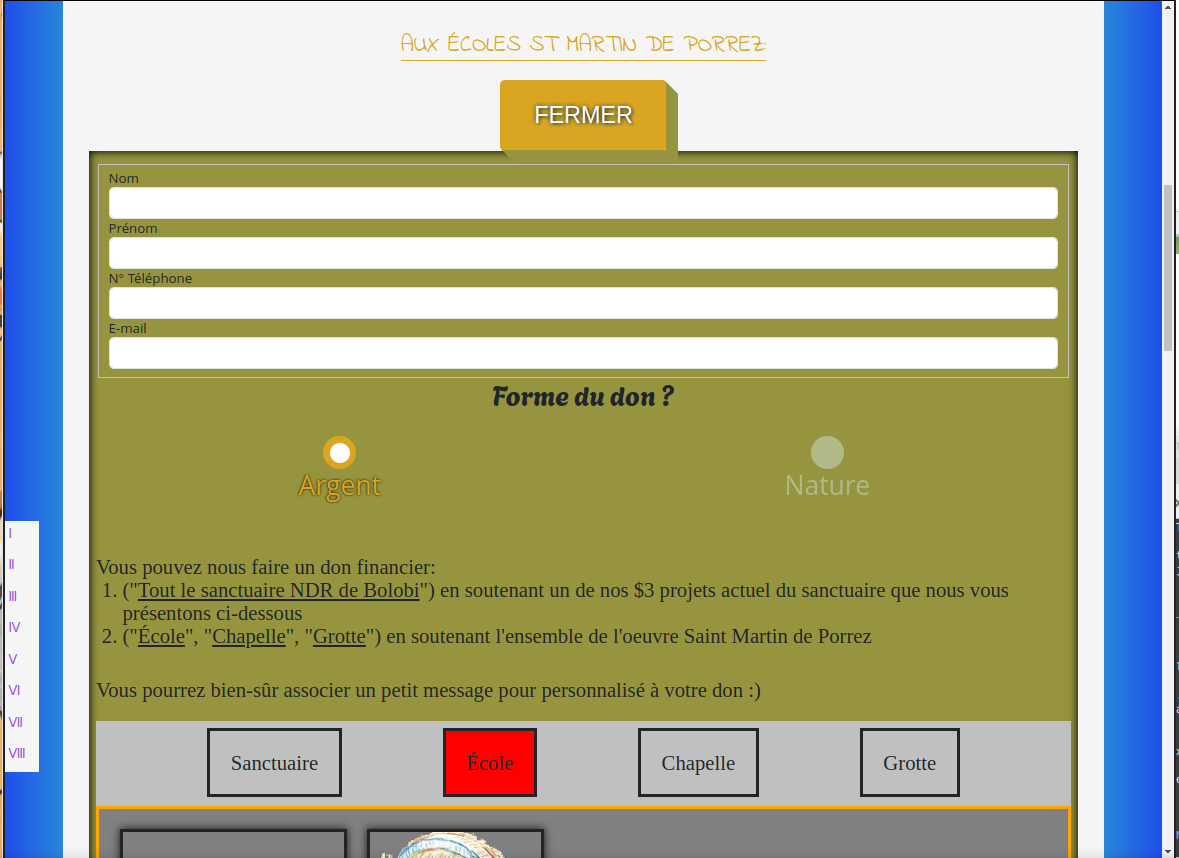 AUX ÉCOLES ST MARTIN DE PORREZ:
FERMER
Nom
Prénom
N° Téléphone
E-mail
Forme du don ?
Argent
Nature
Vous pouvez nous faire un don financier:
1. ("Tout le sanctuaire NDR de Bolobi") en soutenant un de nos $3 projets actuel du sanctuaire que nous vous
présentons ci-dessous
2. ("École", "Chapelle", "Grotte") en soutenant l'ensemble de l'oeuvre Saint Martin de Porrez
Vous pourrez bien-sûr associer un petit message pour personnalisé à votre don :)
Sanctuaire
École
Chapelle
Grotte
I
II
III
IV
V
VI
VII
VIII